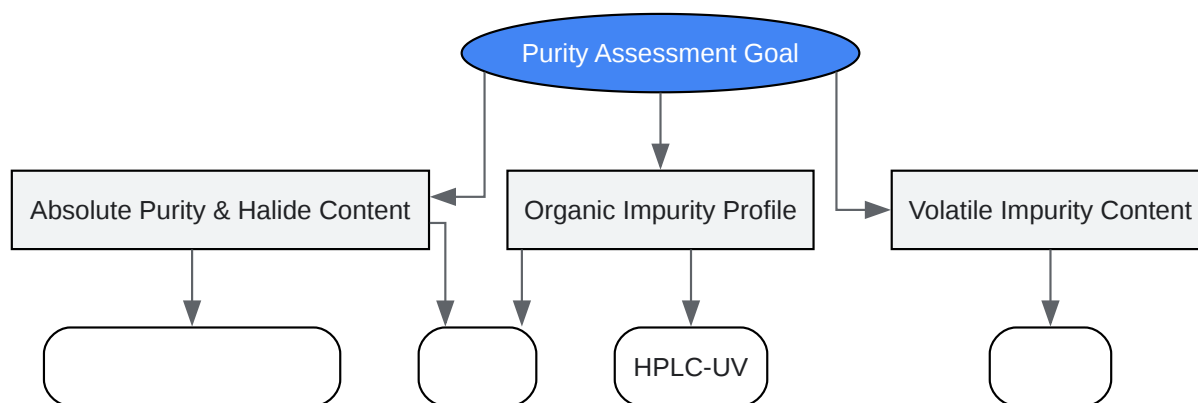 Purity Assessment Goal
Absolute Purity & Halide Content
Organic Impurity Profile
Volatile Impurity Content
HPLC-UV